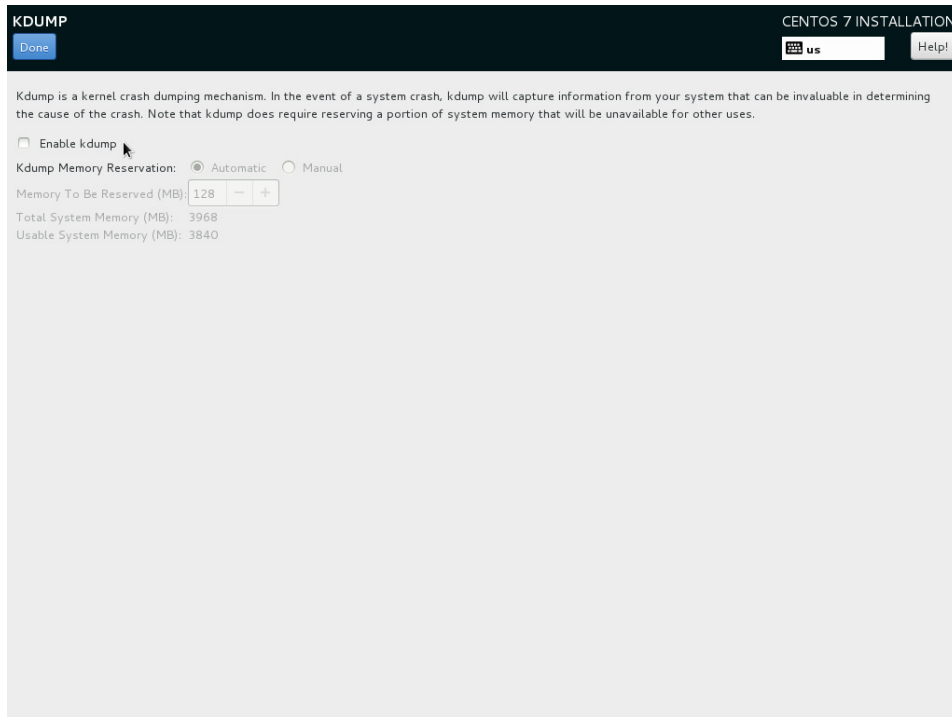 KDUMP
CENTOS 7 INSTALLATION
Done
us
Help!
Kdump is a kernel crash dumping mechanism. In the event of a system crash, kdump will capture information from your system that can be invaluable in determining
the cause of the crash. Note that kdump does require reserving a portion of system memory that will be unavailable for other uses.
Enable kdump
Kdump Memory Reservation: Automatic Manual
Memory To Be Reserved (MB): 128 − +
Total System Memory (MB): 3968
Usable System Memory (MB): 3840